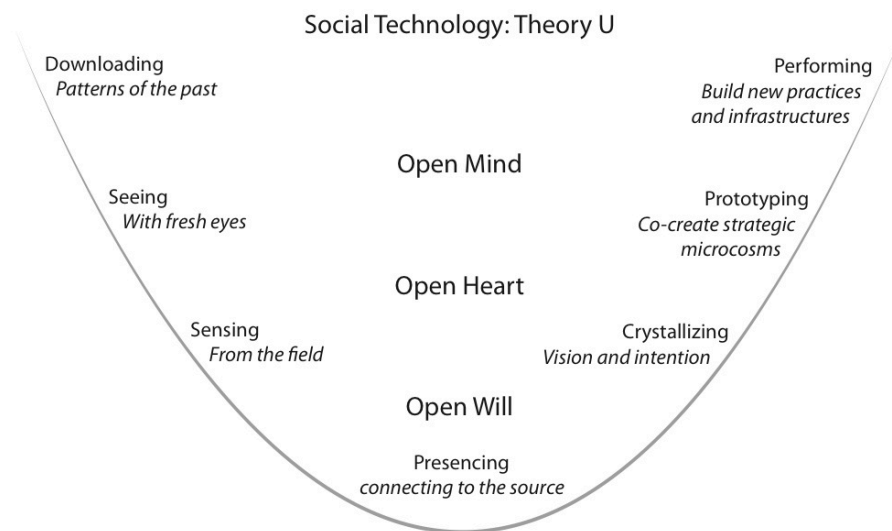 Social Technology: Theory U
Downloading
Patterns of the past
Performing
Build new practices
and infrastructures
Open Mind
Seeing
With fresh eyes
Prototyping
Co-create strategic
microcosms
Open Heart
Sensing
From the field
Crystallizing
Vision and intention
Open Will
Presencing
connecting to the source